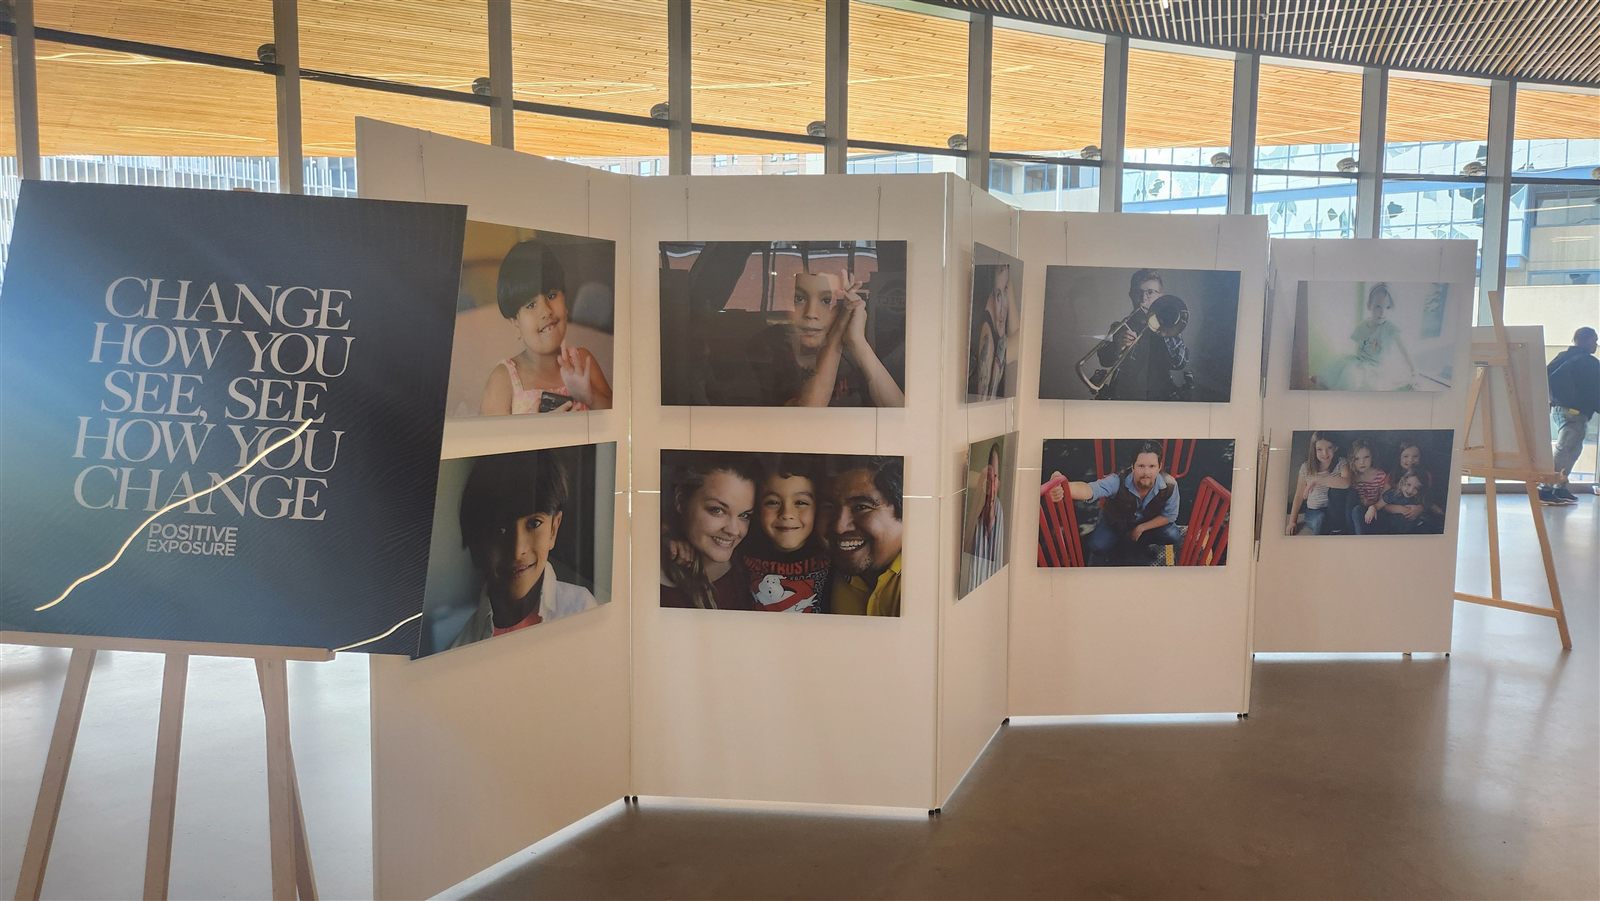 CHANGE
HOW YOU
SEE, SEE
HOW YOU
CHANGE
POSITIVE
EXPOSURE